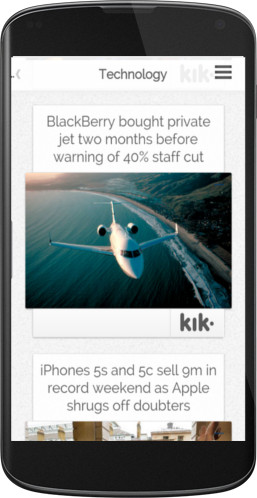 Technology kik·
BlackBerry bought private
jet two months before
warning of 40% staff cut
kik·
iPhones 5s and 5c sell 9m in
record weekend as Apple
shrugs off doubters